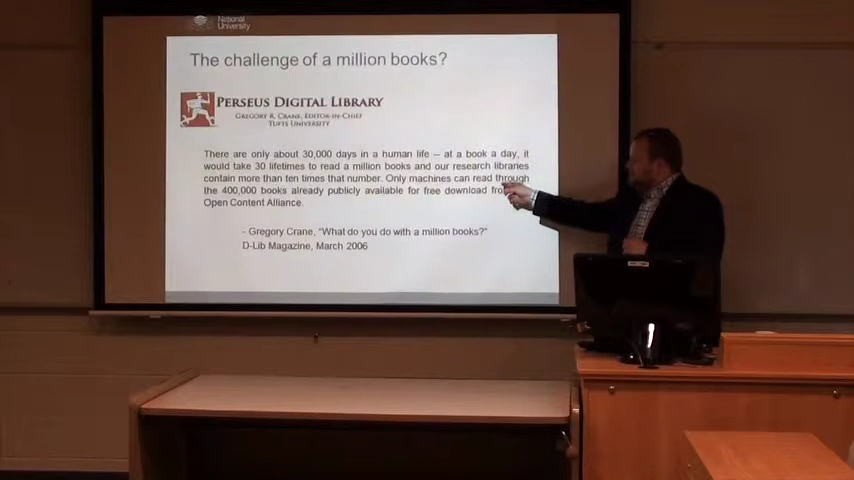 National
University
The challenge of a million books?
PERSEUS DIGITAL LIBRARY
GREGORY R. CRANE, EDITOR-IN-CHIEF
TUFTS UNIVERSITY
There are only about 30,000 days in a human life -- at a book a day, it
would take 30 lifetimes to read a million books and our research libraries
contain more than ten times that number. Only machines can read through
the 400,000 books already publicly available for free download
Open Content Alliance.
- Gregory Crane, "What do you do with a million books?"
D-Lib Magazine, March 2006